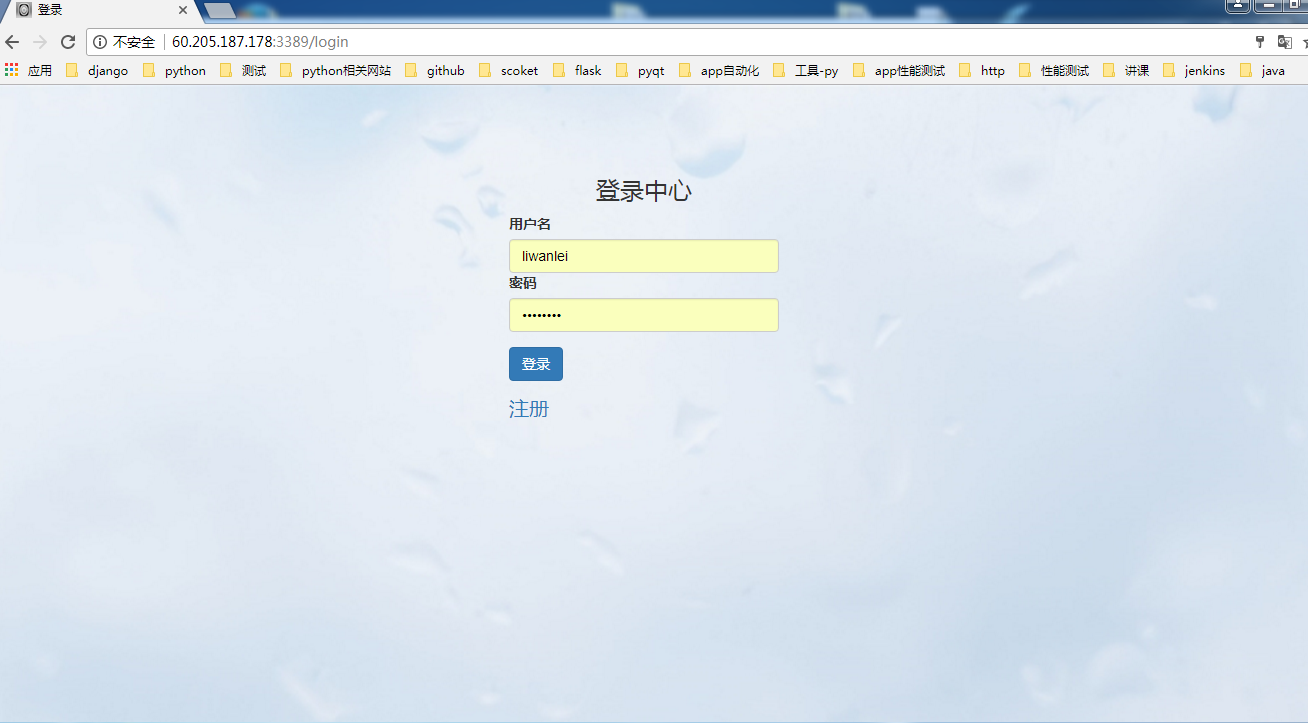 登录
不安全 60.205.187.178:3389/login
应用 django python 测试 python相关网站 github scoket flask pyqt app自动化 工具-py app性能测试 http 性能测试 讲课 jenkins java
登录中心
用户名
liwanlei
密码
••••••••
登录
注册